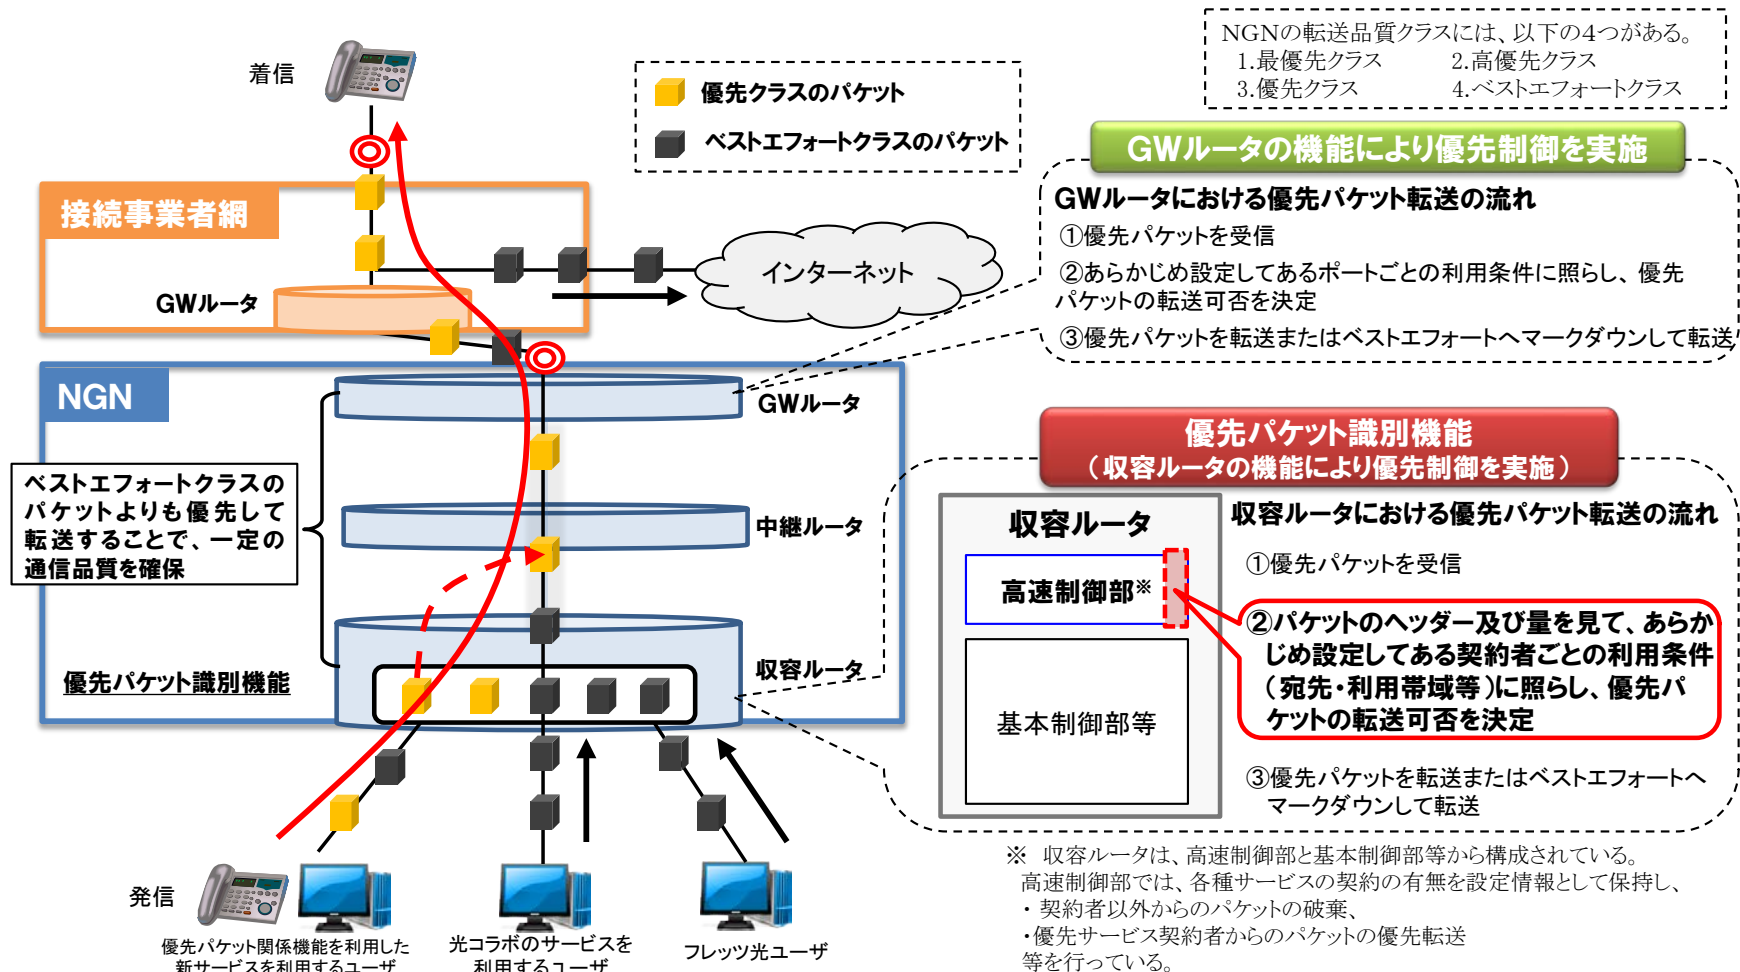 NGNの転送品質クラスには、以下の4つがある。
1.最優先クラス　2.高優先クラス
3.優先クラス　4.ベストエフォートクラス
着信
優先クラスのパケット
ベストエフォートクラスのパケット
GWルータの機能により優先制御を実施
GWルータにおける優先パケット転送の流れ
①優先パケットを受信
②あらかじめ設定してあるポートごとの利用条件に照らし、優先
パケットの転送可否を決定
③優先パケットを転送またはベストエフォートへマークダウンして転送
接続事業者網
インターネット
GWルータ
NGN
GWルータ
ベストエフォートクラスの
パケットよりも優先して
転送することで、一定の
通信品質を確保
中継ルータ
収容ルータ
優先パケット識別機能
優先パケット識別機能
（収容ルータの機能により優先制御を実施）
収容ルータ
高速制御部※
基本制御部等
収容ルータにおける優先パケット転送の流れ
①優先パケットを受信
②パケットのヘッダー及び量を見て、あらか
じめ設定してある契約者ごとの利用条件
（宛先・利用帯域等）に照らし、優先パ
ケットの転送可否を決定
③優先パケットを転送またはベストエフォートへ
マークダウンして転送
※　収容ルータは、高速制御部と基本制御部等から構成されている。
高速制御部では、各種サービスの契約の有無を設定情報として保持し、
・契約者以外からのパケットの破棄、
・優先サービス契約者からのパケットの優先転送
等を行っている。
発信
優先パケット関係機能を利用した
新サービスを利用するユーザ
光コラボのサービスを
利用するユーザ
フレッツ光ユーザ